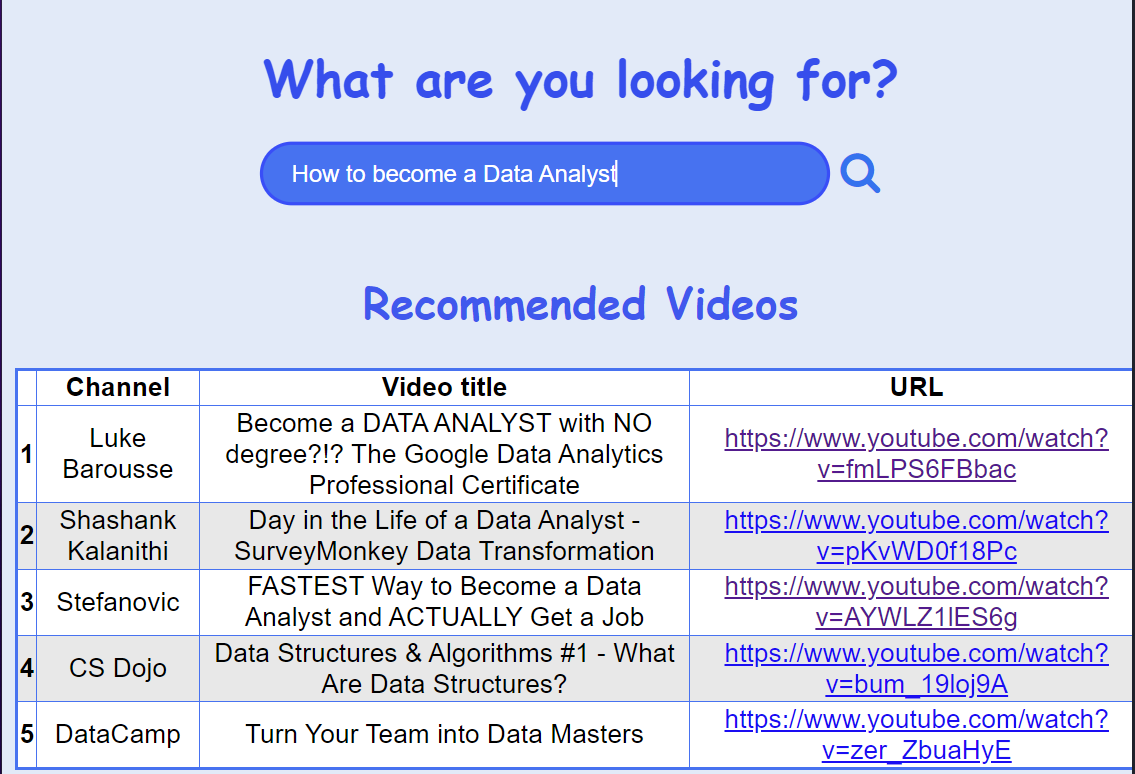 What are you looking for?
How to become a Data Analyst
Recommended Videos
Channel Video title URL
1 Luke Barousse Become a DATA ANALYST with NO degree?!? The Google Data Analytics Professional Certificate https://www.youtube.com/watch?v=fmLPS6FBbac
2 Shashank Kalanithi Day in the Life of a Data Analyst - SurveyMonkey Data Transformation https://www.youtube.com/watch?v=pKvWD0f18Pc
3 Stefanovic FASTEST Way to Become a Data Analyst and ACTUALLY Get a Job https://www.youtube.com/watch?v=AYWLZ1lES6g
4 CS Dojo Data Structures & Algorithms #1 - What Are Data Structures? https://www.youtube.com/watch?v=bum_19loj9A
5 DataCamp Turn Your Team into Data Masters https://www.youtube.com/watch?v=zer_ZbuaHyE